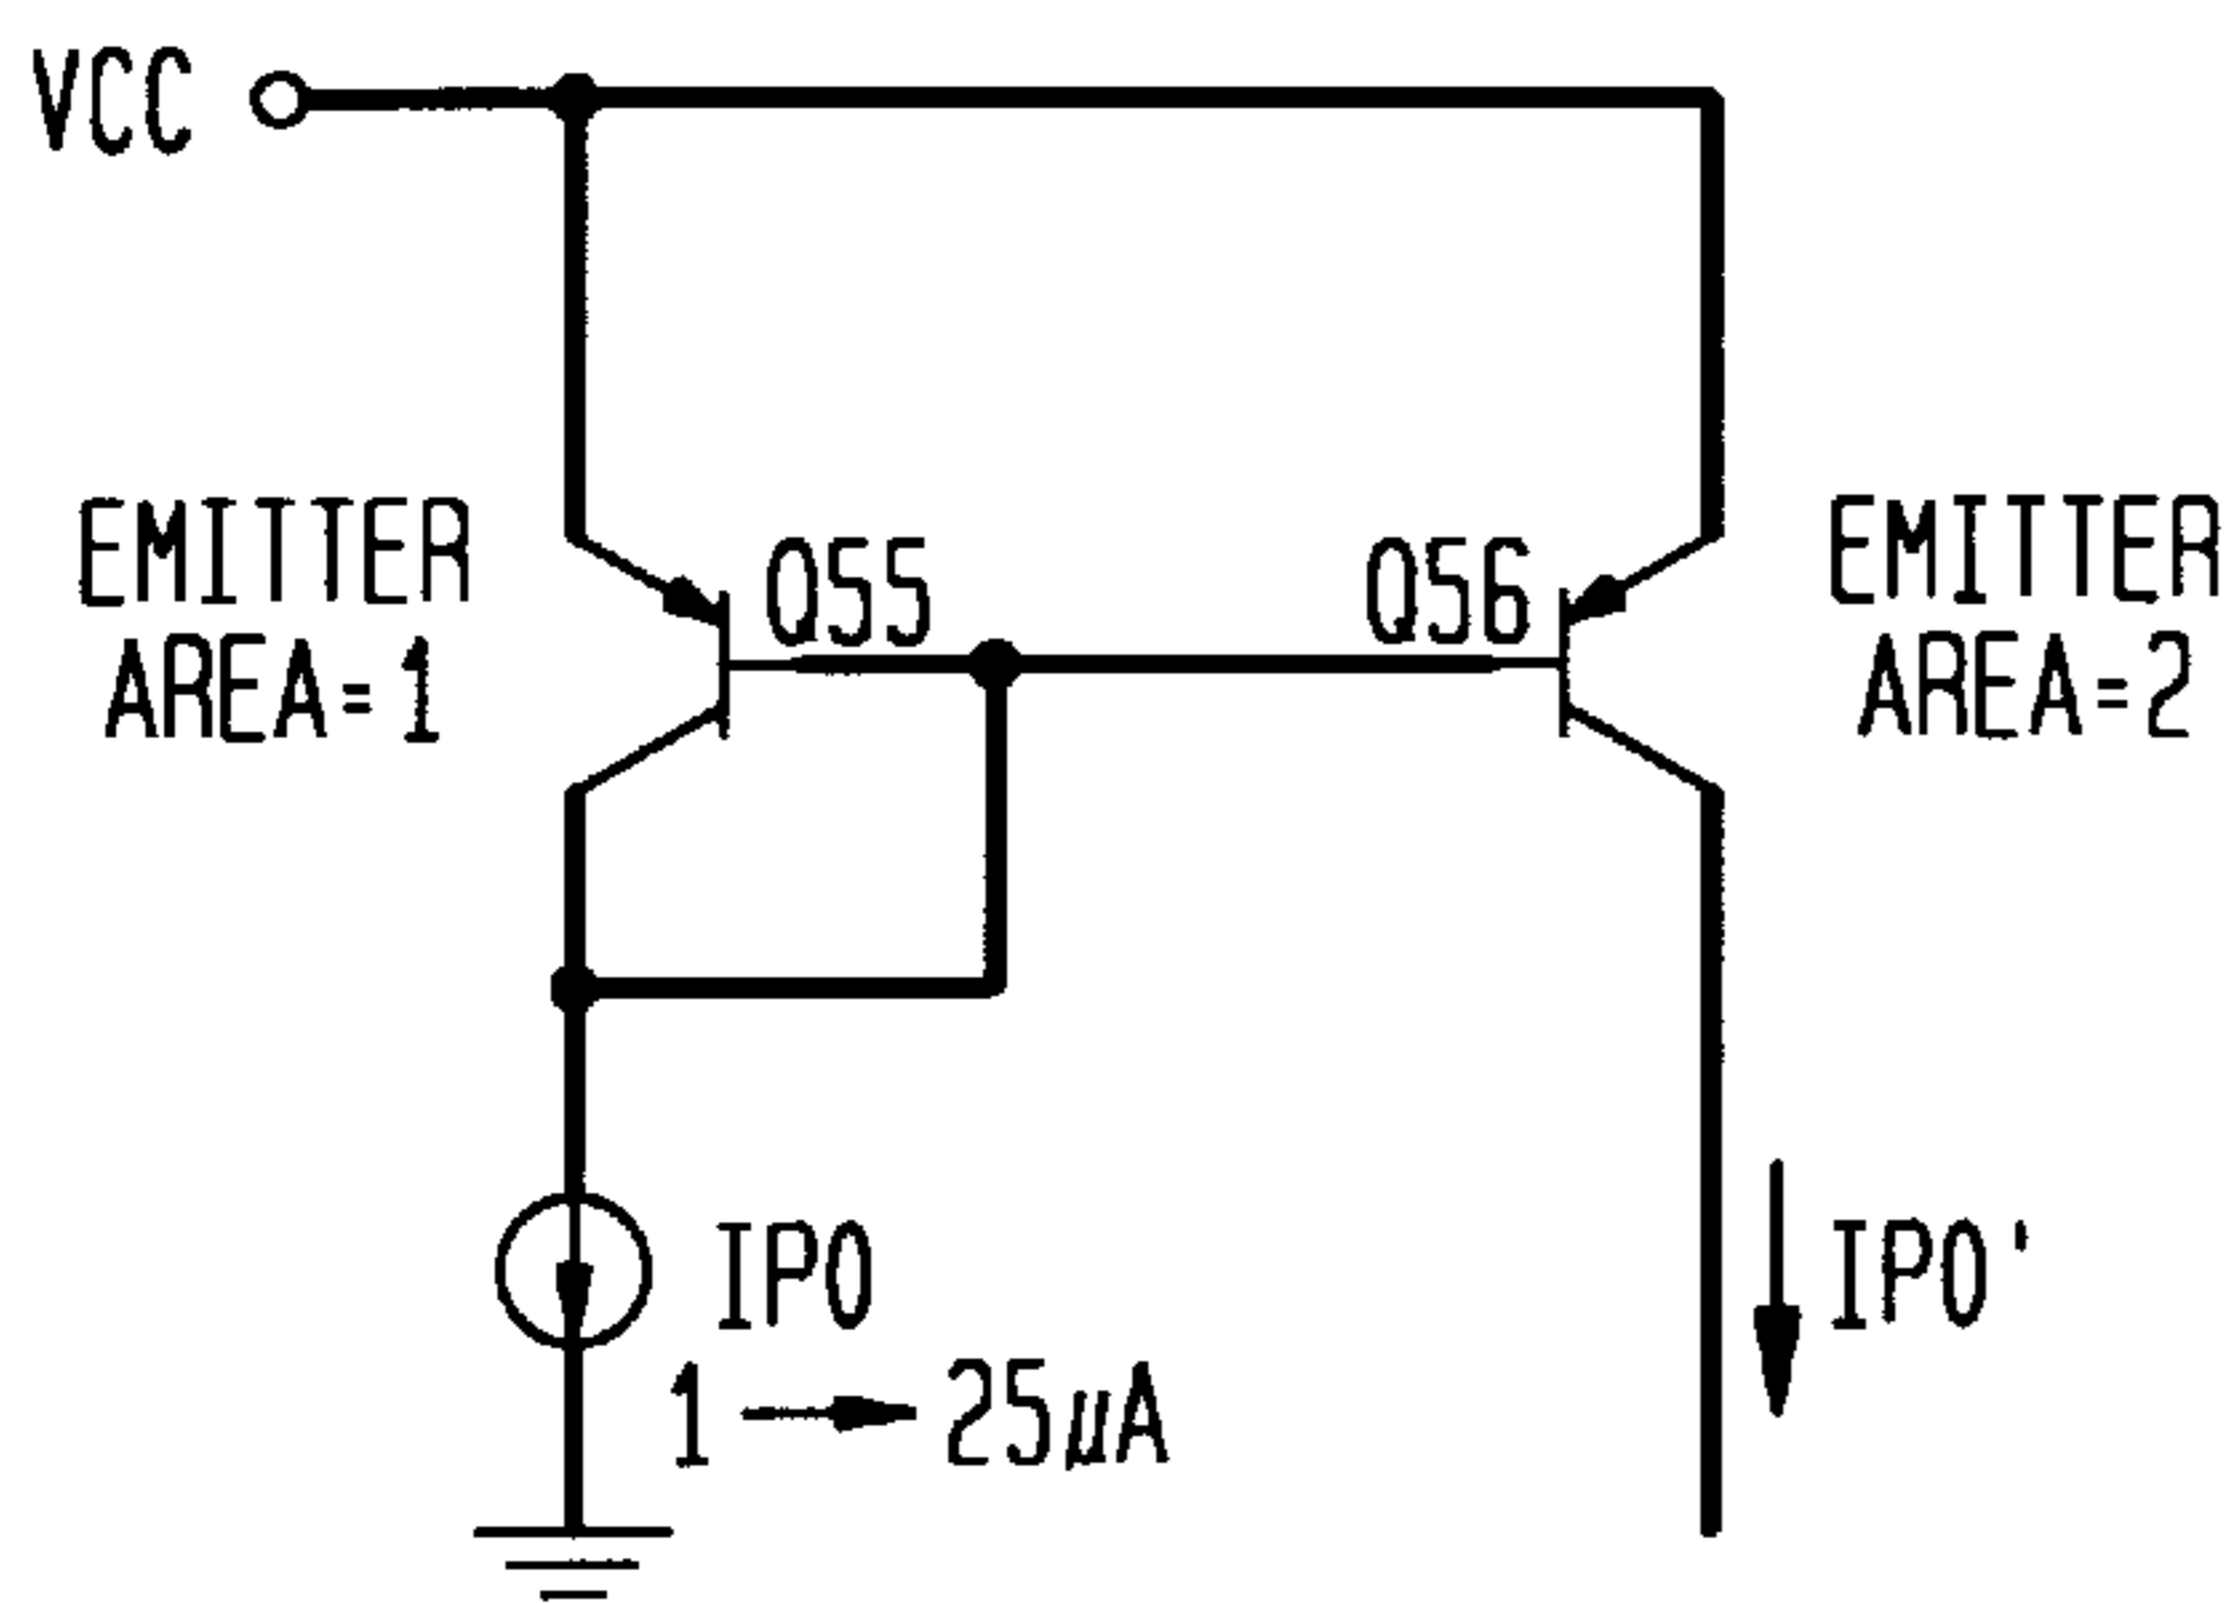 VCC
EMITTER
AREA=1
Q55
Q56
EMITTER
AREA=2
IPO
1 → 25µA
IPO'